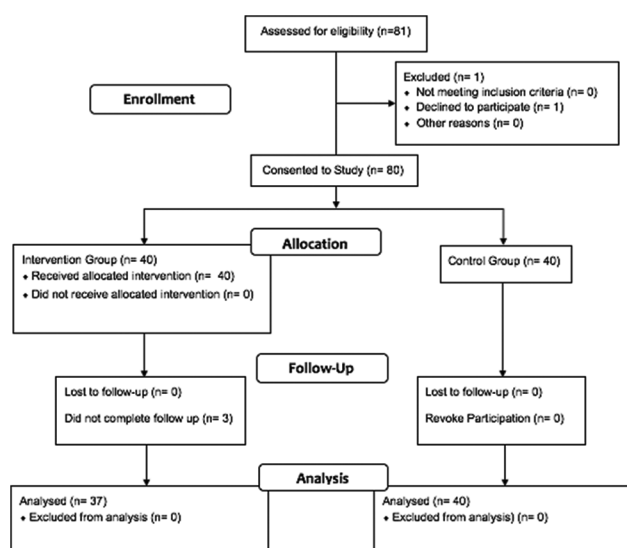 Assessed for eligibility (n=81)
Enrollment
Excluded (n= 1)
♦ Not meeting inclusion criteria (n= 0)
♦ Declined to participate (n= 1)
♦ Other reasons (n= 0)
Consented to Study (n= 80)
Allocation
Intervention Group (n= 40)
♦ Received allocated intervention (n=  40)
♦ Did not receive allocated intervention (n= 0)
Control Group (n= 40)
Follow-Up
Lost to follow-up (n= 0)
Did not complete follow up (n= 3)
Lost to follow-up (n= 0)
Revoke Participation (n= 0)
Analysis
Analysed (n= 37)
♦ Excluded from analysis (n= 0)
Analysed (n= 40)
♦ Excluded from analysis) (n= 0)